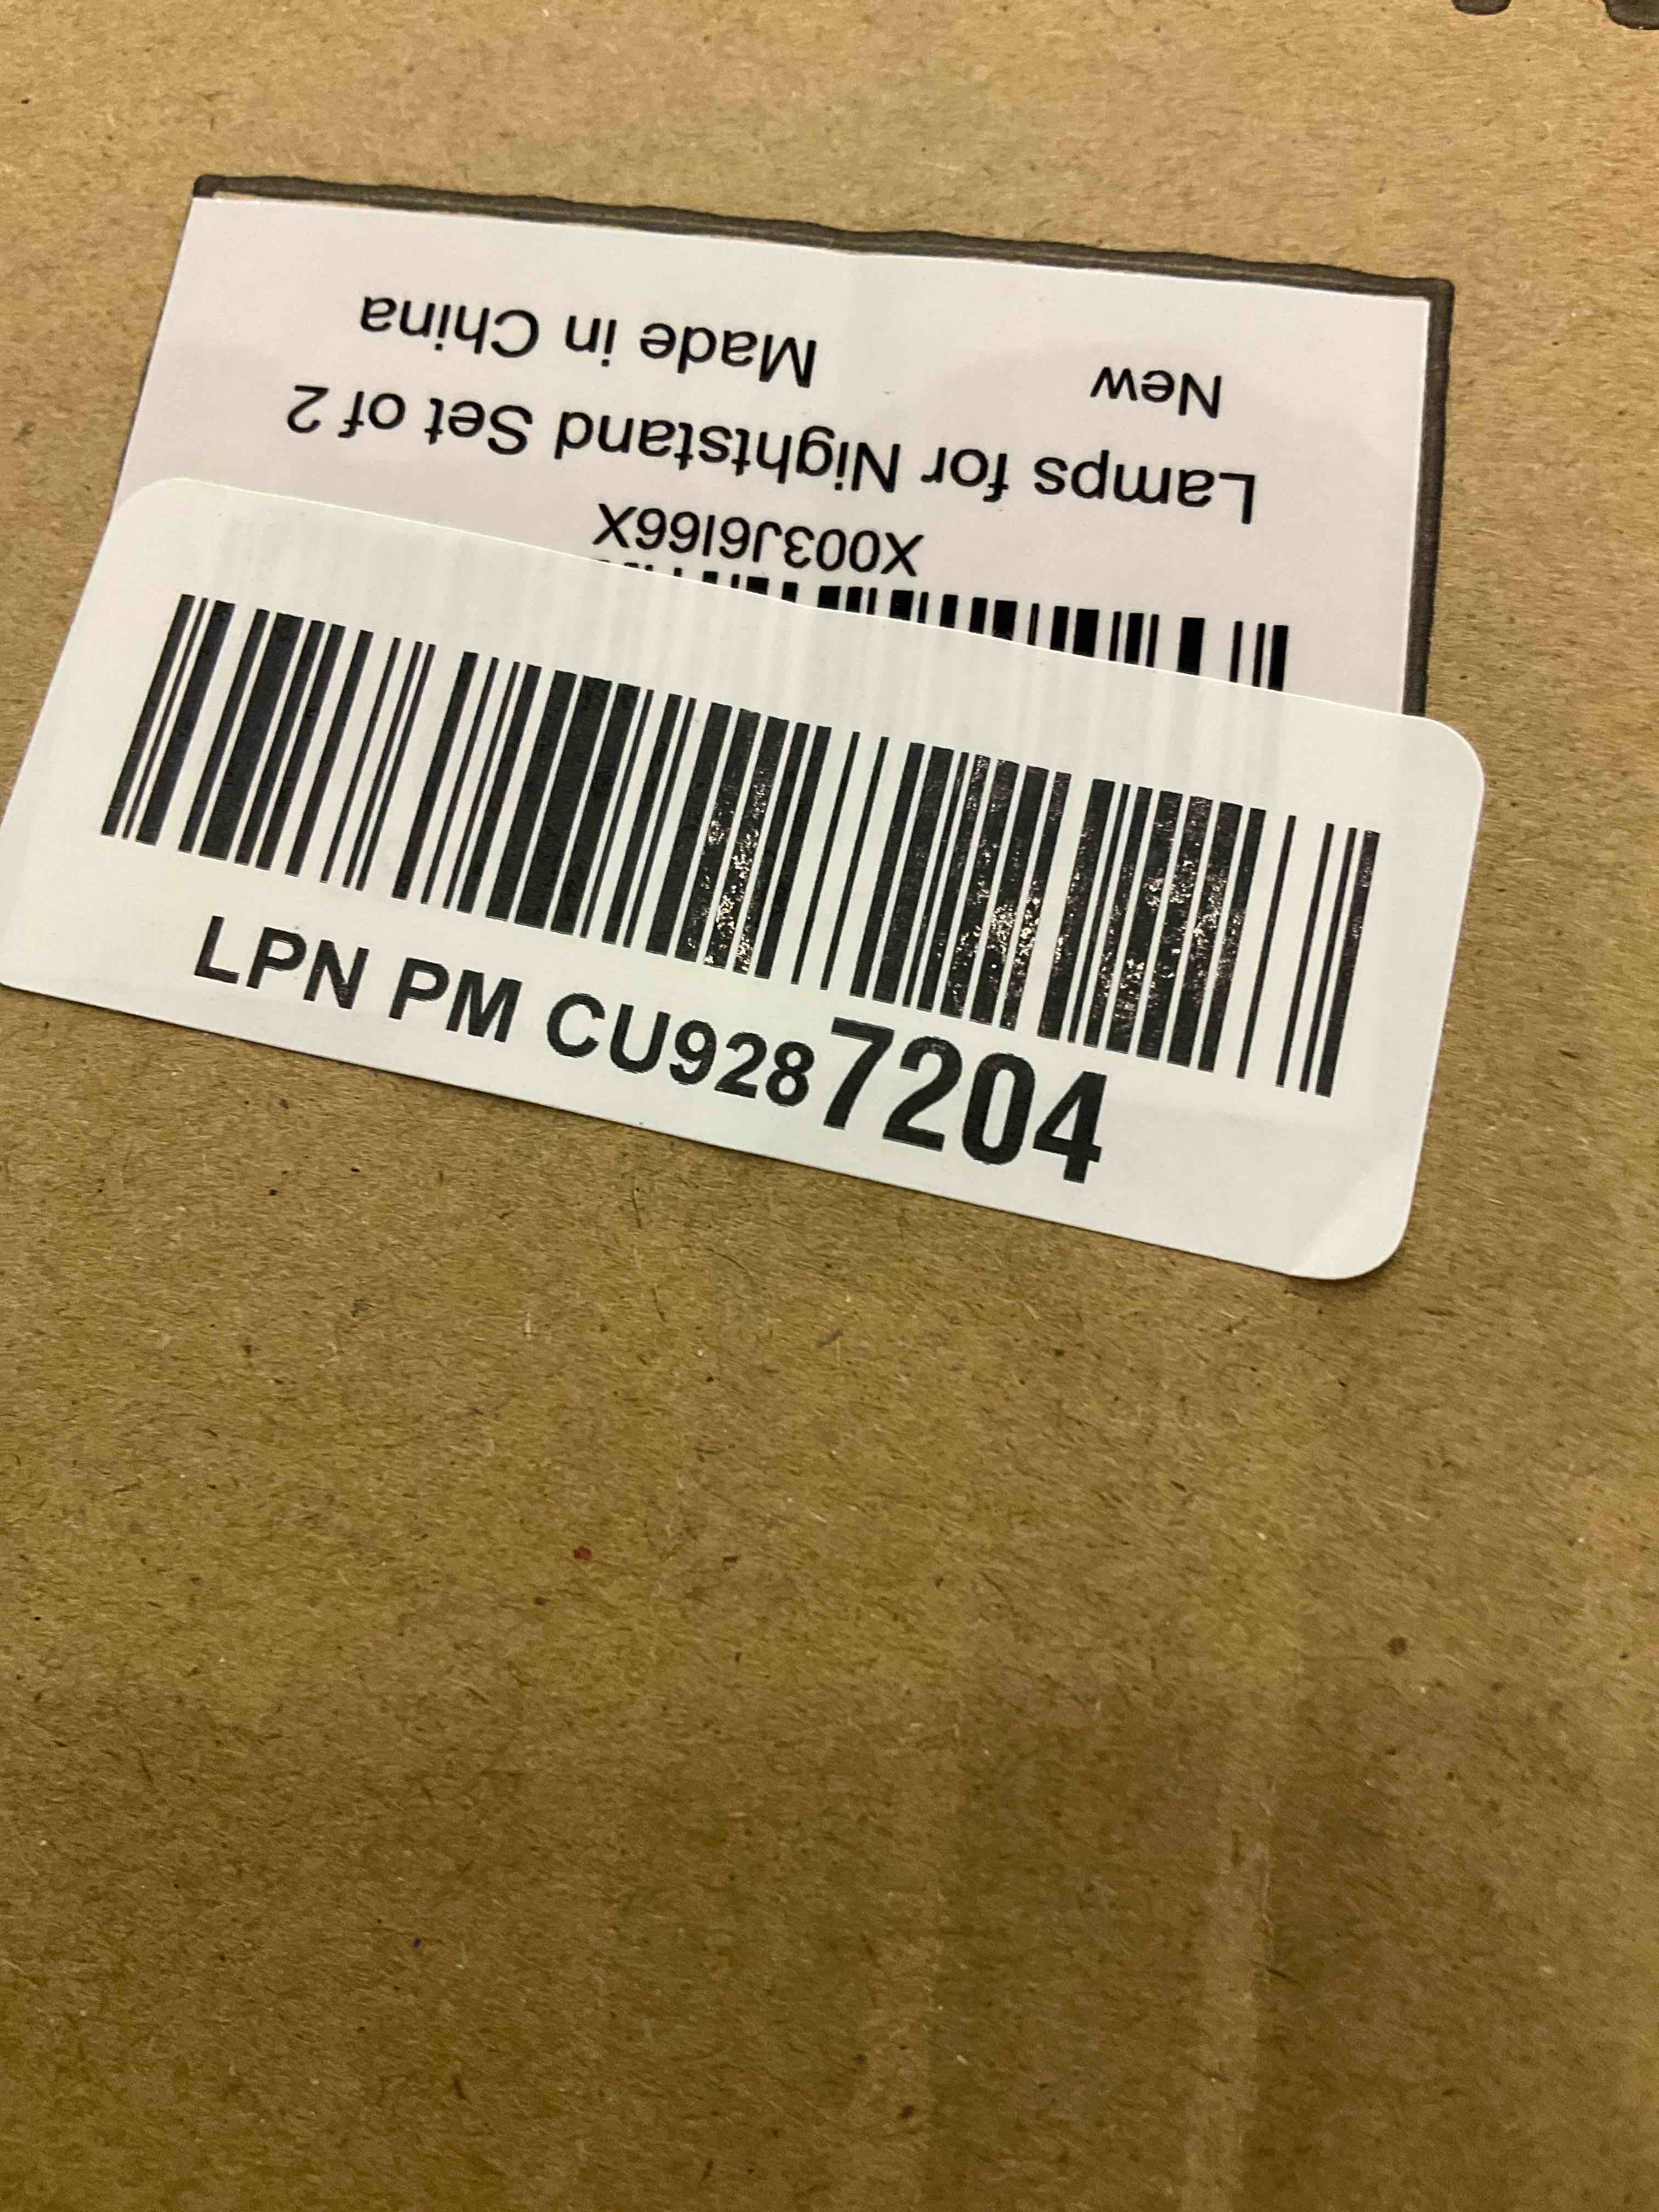 X003J6I66X
Lamps for Nightstand Set of 2
New Made in China
LPN PM CU9287204